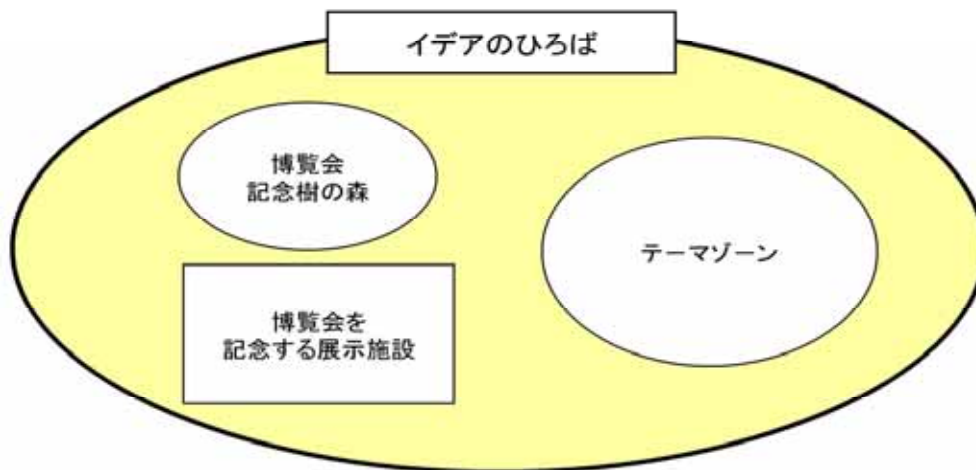 イデアのひろば
博覧会
記念樹の森
テーマゾーン
博覧会を
記念する展示施設